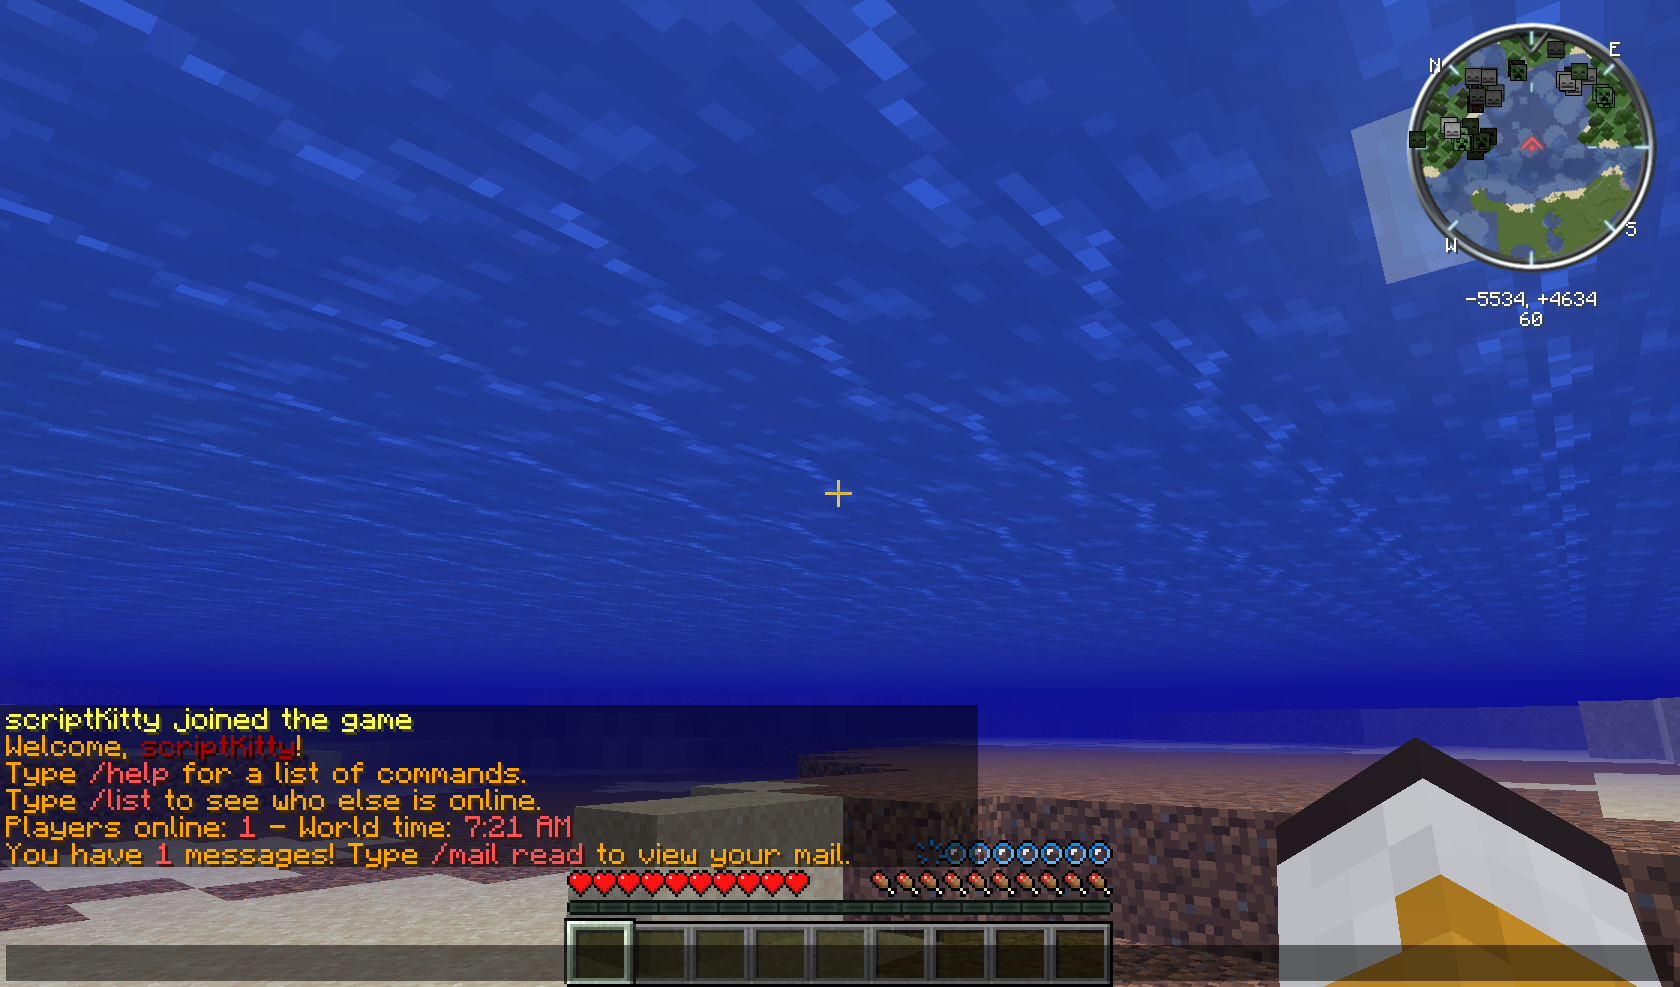 N
E
W
S
-5534, +4634
60
scriptKitty joined the game
Welcome, scriptKitty!
Type /help for a list of commands.
Type /list to see who else is online.
Players online: 1 - World time: 7:21 AM
You have 1 messages! Type /mail read to view your mail.